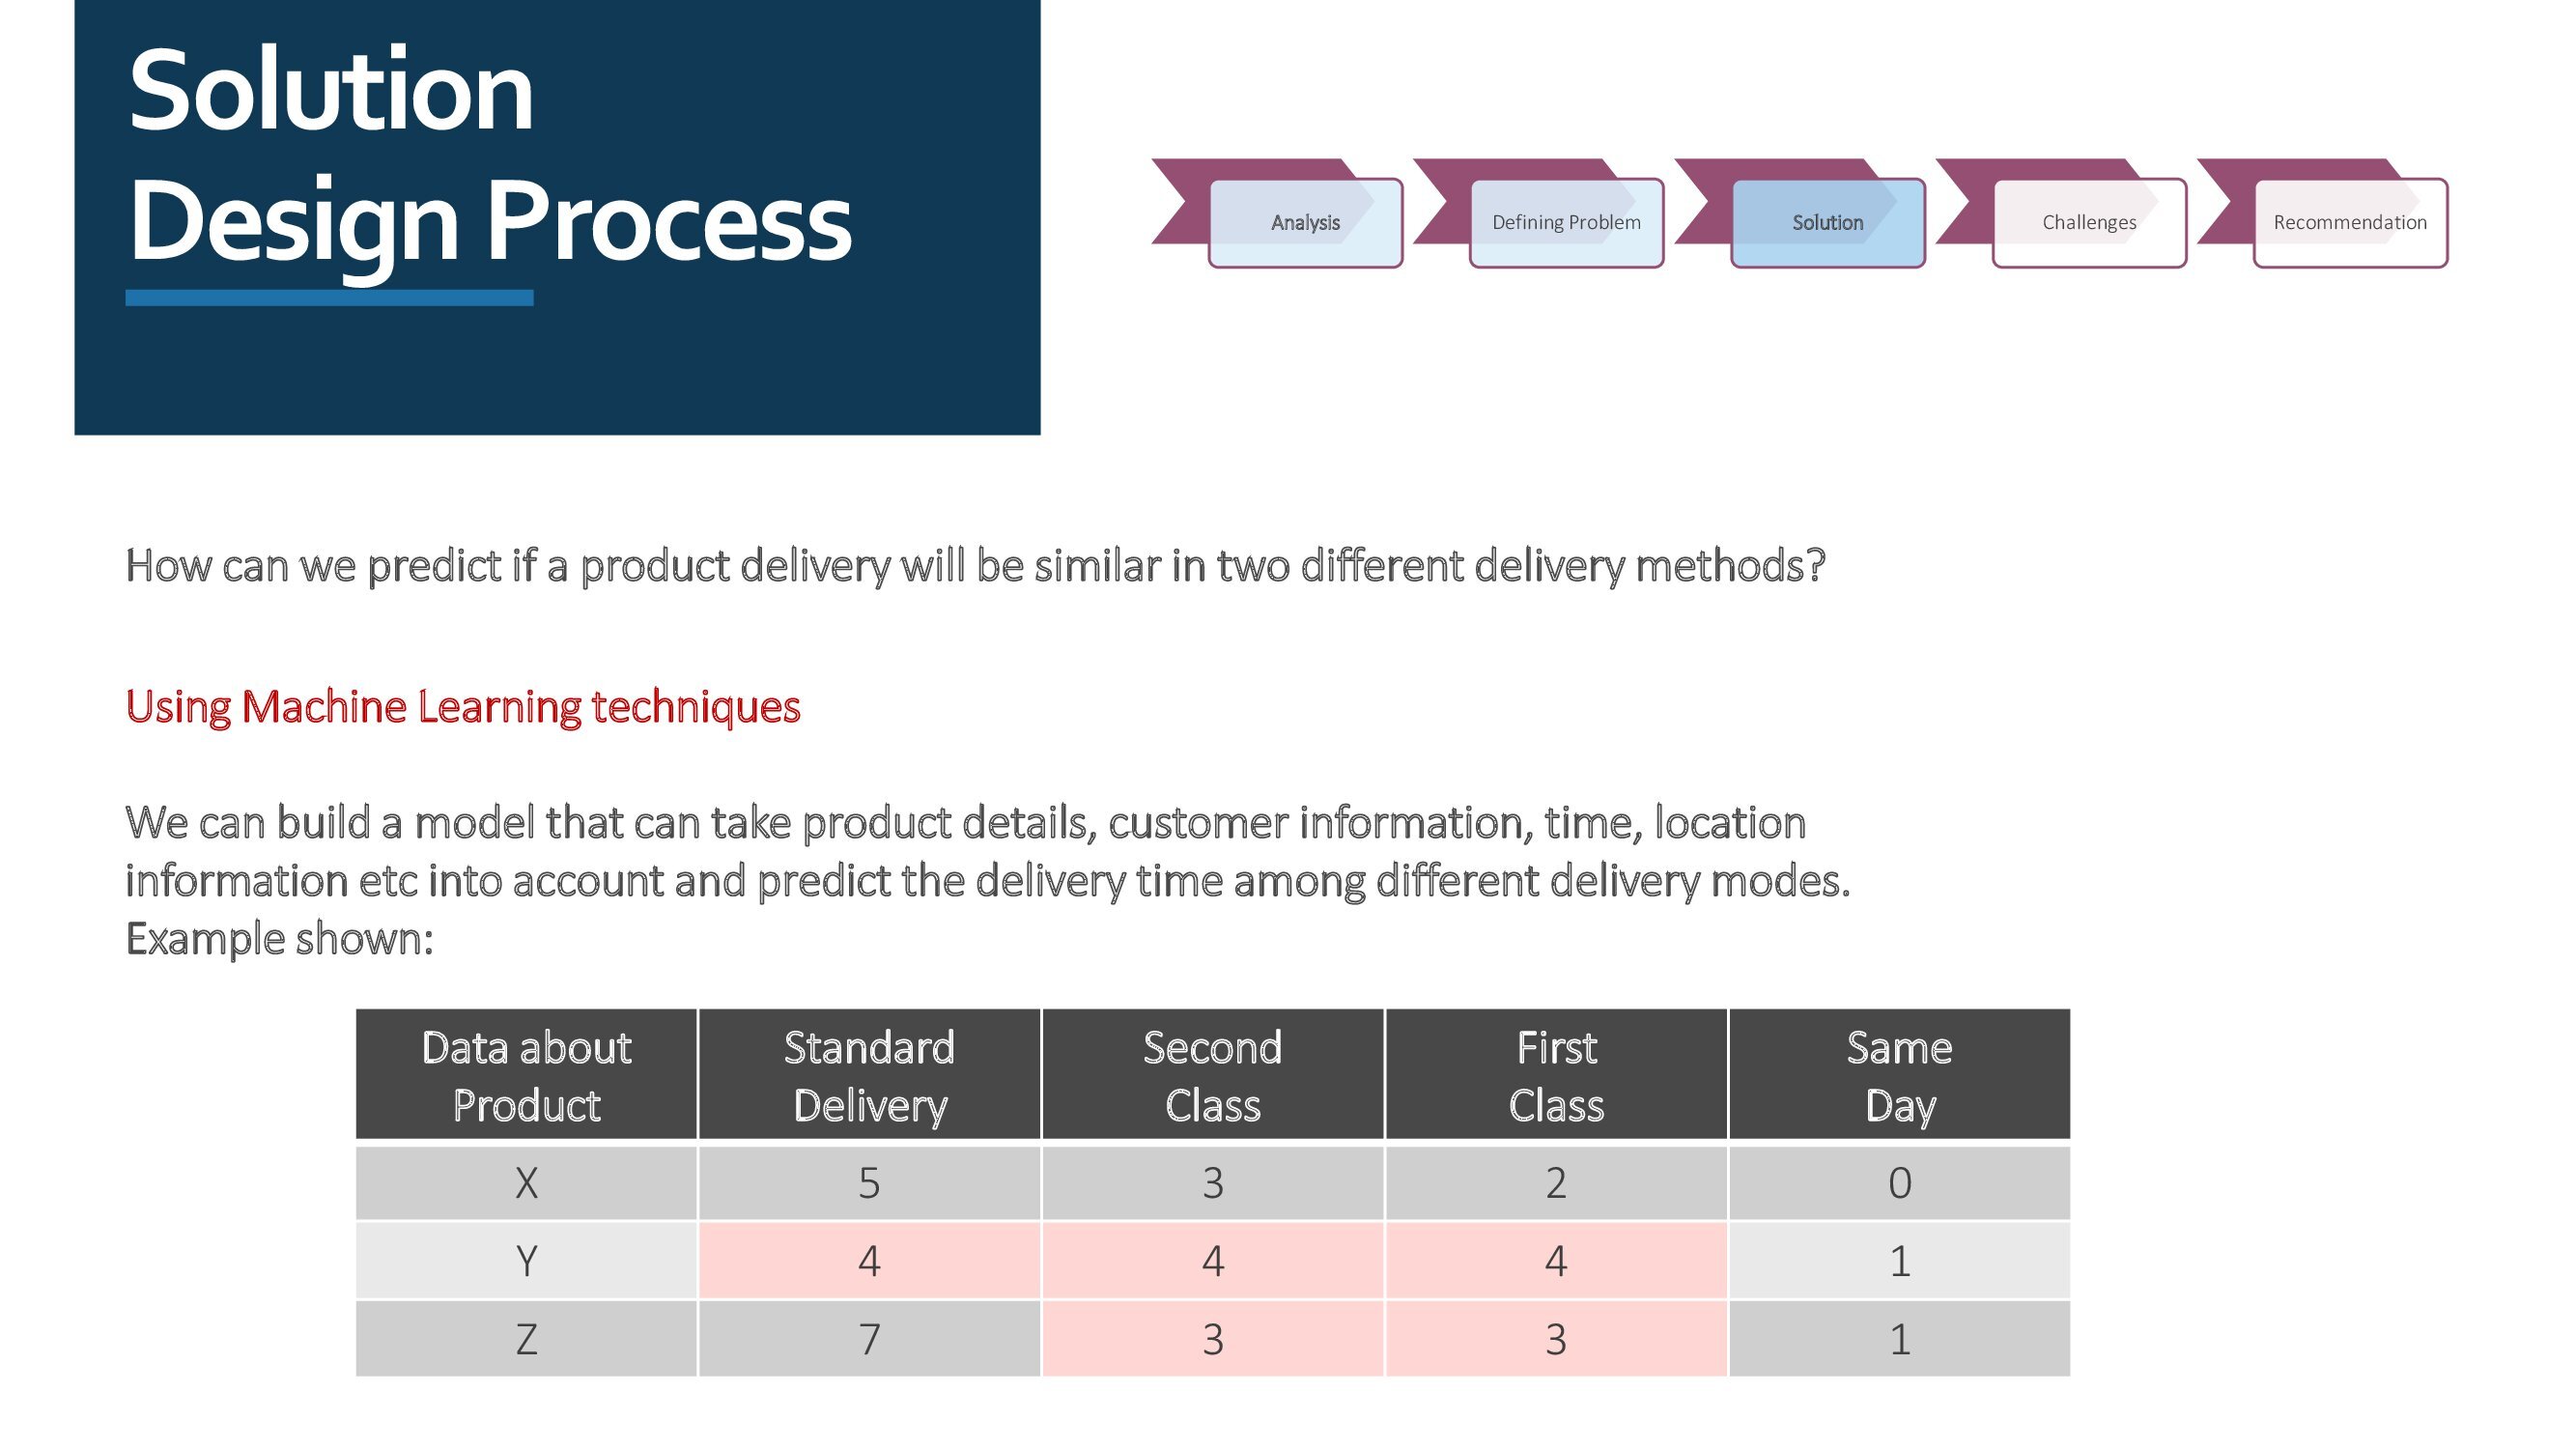 Solution
Design Process
Analysis
Defining Problem
Solution
Challenges
Recommendation
How can we predict if a product delivery will be similar in two different delivery methods?
Using Machine Learning techniques
We can build a model that can take product details, customer information, time, location
information etc into account and predict the delivery time among different delivery modes.
Example shown:
Data about Product Standard Delivery Second Class First Class Same Day
X 5 3 2 0
Y 4 4 4 1
Z 7 3 3 1